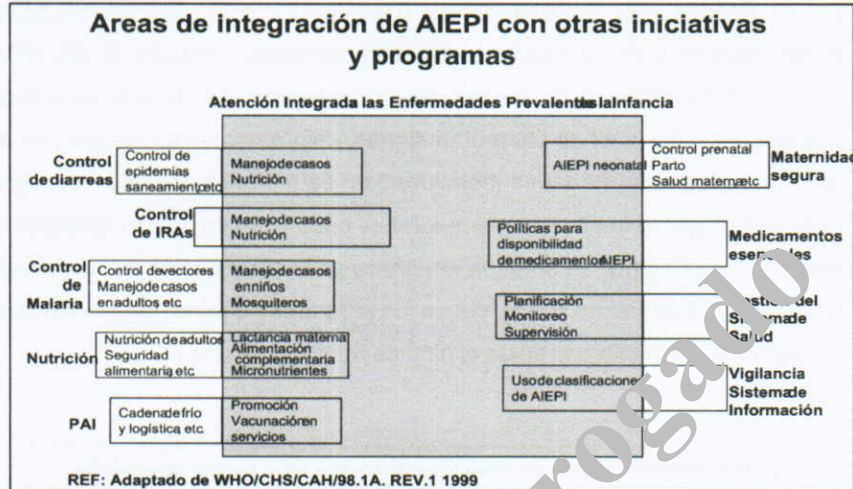 Areas de integración de AIEPI con otras iniciativas
y programas
Atención Integrada las Enfermedades Prevalentes de la Infancia
Control
de diarreas
Control de
epidemias,
saneamiento, etc
Manejo de casos
Nutrición
Control
de IRAs
Manejo de casos
Nutrición
Control
de
Malaria
Control de vectores
Manejo de casos
en adultos, etc
Manejo de casos
en niños
Mosquiteros
Nutrición
Nutrición de adultos
Seguridad
alimentaria, etc
Lactancia materna
Alimentación
complementaria
Micronutrientes
PAI
Cadena de frío
y logística, etc
Promoción
Vacunación en
servicios
AIEPI neonatal
Control prenatal
Parto
Salud materna, etc
Maternidad
segura
Políticas para
disponibilidad
de medicamentos AIEPI
Medicamentos
esenciales
Planificación
Monitoreo
Supervisión
Gestión del
Sistema de
Salud
Uso de clasificaciones
de AIEPI
Vigilancia
Sistema de
Información
REF: Adaptado de WHO/CHS/CAH/98.1A. REV.1 1999